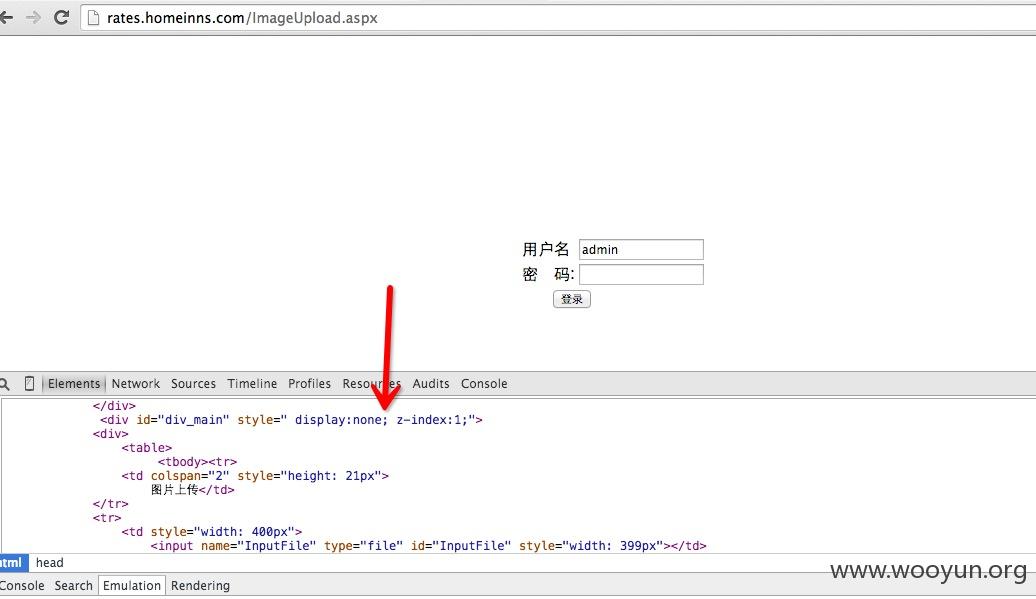 rates.homeinns.com/ImageUpload.aspx
用户名 admin
密 码:
登录
Elements Network Sources Timeline Profiles Resources Audits Console
</div>
<div id="div_main" style=" display:none; z-index:1;">
<div>
<table>
<tbody><tr>
<td colspan="2" style="height: 21px">
图片上传</td>
</tr>
<tr>
<td style="width: 400px">
<input name="InputFile" type="file" id="InputFile" style="width: 399px"></td>
html head
www.wooyun.org
Console Search Emulation Rendering